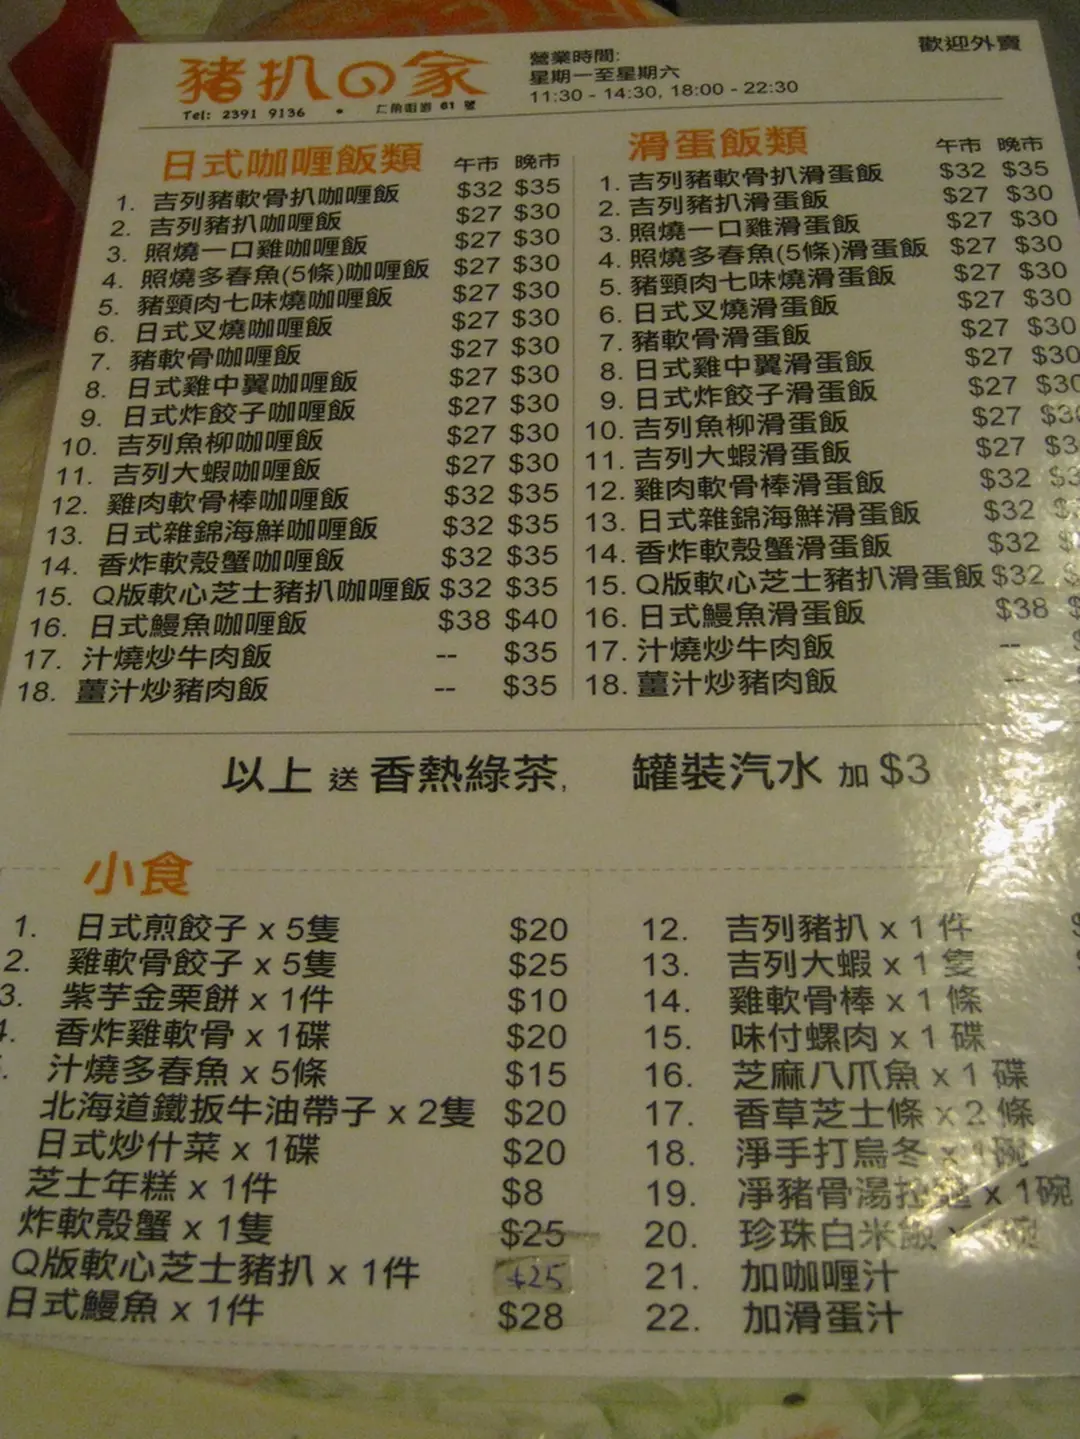 豬扒の家
Tel: 2391 9136 • 61 號
營業時間:
星期一至星期六
11:30 - 14:30, 18:00 - 22:30
歡迎外賣
日式咖喱飯類 午市 晚市
1. 吉列豬軟骨扒咖喱飯 $32 $35
2. 吉列豬扒咖喱飯 $27 $30
3. 照燒一口雞咖喱飯 $27 $30
4. 照燒多春魚(5條)咖喱飯 $27 $30
5. 豬頸肉七味燒咖喱飯 $27 $30
6. 日式叉燒咖喱飯 $27 $30
7. 豬軟骨咖喱飯 $27 $30
8. 日式雞中翼咖喱飯 $27 $30
9. 日式炸餃子咖喱飯 $27 $30
10. 吉列魚柳咖喱飯 $27 $30
11. 吉列大蝦咖喱飯 $27 $30
12. 雞肉軟骨棒咖喱飯 $32 $35
13. 日式雜錦海鮮咖喱飯 $32 $35
14. 香炸軟殼蟹咖喱飯 $32 $35
15. Q版軟心芝士豬扒咖喱飯 $32 $35
16. 日式鰻魚咖喱飯 $38 $40
17. 汁燒炒牛肉飯 -- $35
18. 薑汁炒豬肉飯 -- $35
滑蛋飯類 午市 晚市
1. 吉列豬軟骨扒滑蛋飯 $32 $35
2. 吉列豬扒滑蛋飯 $27 $30
3. 照燒一口雞滑蛋飯 $27 $30
4. 照燒多春魚(5條)滑蛋飯 $27 $30
5. 豬頸肉七味燒滑蛋飯 $27 $30
6. 日式叉燒滑蛋飯 $27 $30
7. 豬軟骨滑蛋飯 $27 $30
8. 日式雞中翼滑蛋飯 $27 $30
9. 日式炸餃子滑蛋飯 $27
10. 吉列魚柳滑蛋飯 $27
11. 吉列大蝦滑蛋飯 $27
12. 雞肉軟骨棒滑蛋飯 $32
13. 日式雜錦海鮮滑蛋飯 $32
14. 香炸軟殼蟹滑蛋飯 $32
15. Q版軟心芝士豬扒滑蛋飯 $32
16. 日式鰻魚滑蛋飯 $38
17. 汁燒炒牛肉飯 --
18. 薑汁炒豬肉飯 --
以上 送 香熱綠茶, 罐裝汽水 加 $3
小食
1. 日式煎餃子 x 5隻 $20
2. 雞軟骨餃子 x 5隻 $25
3. 紫芋金栗餅 x 1件 $10
香炸雞軟骨 x 1碟 $20
汁燒多春魚 x 5條 $15
北海道鐵扳牛油帶子 x 2隻 $20
日式炒什菜 x 1碟 $20
芝士年糕 x 1件 $8
炸軟殼蟹 x 1隻 $25
Q版軟心芝士豬扒 x 1件
日式鰻魚 x 1件 $28
12. 吉列豬扒 x 1 件
13. 吉列大蝦 x 1 隻
14. 雞軟骨棒 x 1 條
15. 味付螺肉 x 1 碟
16. 芝麻八爪魚 x 1 碟
17. 香草芝士條 x 2 條
18. 淨手打烏冬 x 1碗
19. 淨豬骨湯 x 1碗
20. 珍珠白米飯
21. 加咖喱汁
22. 加滑蛋汁